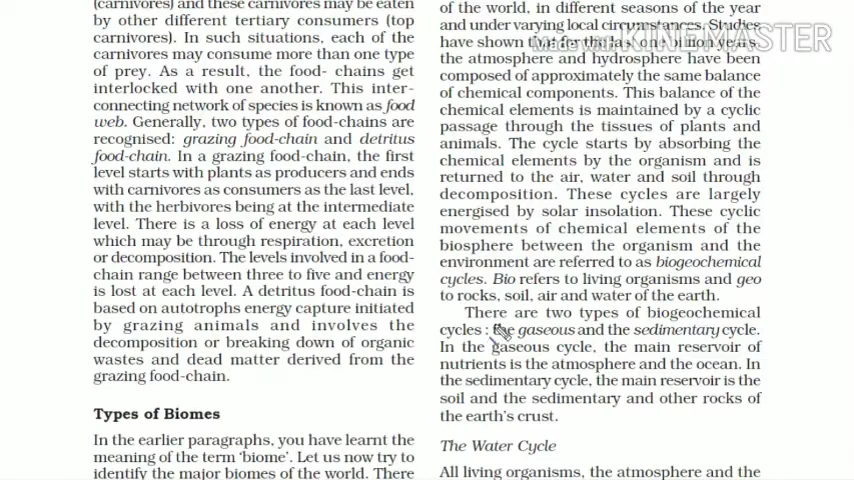 (carnivores) and these carnivores may be eaten
by other different tertiary consumers (top
carnivores). In such situations, each of the
carnivores may consume more than one type
of prey. As a result, the food- chains get
interlocked with one another. This inter-
connecting network of species is known as food
web. Generally, two types of food-chains are
recognised: grazing food-chain and detritus
food-chain. In a grazing food-chain, the first
level starts with plants as producers and ends
with carnivores as consumers as the last level,
with the herbivores being at the intermediate
level. There is a loss of energy at each level
which may be through respiration, excretion
or decomposition. The levels involved in a food-
chain range between three to five and energy
is lost at each level. A detritus food-chain is
based on autotrophs energy capture initiated
by grazing animals and involves the
decomposition or breaking down of organic
wastes and dead matter derived from the
grazing food-chain.
Types of Biomes
In the earlier paragraphs, you have learnt the
meaning of the term 'biome'. Let us now try to
identify the major biomes of the world. There
of the world, in different seasons of the year
and under varying local circumstances. Studies
have shown that for the last one billion years,
the atmosphere and hydrosphere have been
composed of approximately the same balance
of chemical components. This balance of the
chemical elements is maintained by a cyclic
passage through the tissues of plants and
animals. The cycle starts by absorbing the
chemical elements by the organism and is
returned to the air, water and soil through
decomposition. These cycles are largely
energised by solar insolation. These cyclic
movements of chemical elements of the
biosphere between the organism and the
environment are referred to as biogeochemical
cycles. Bio refers to living organisms and geo
to rocks, soil, air and water of the earth.
There are two types of biogeochemical
cycles : the gaseous and the sedimentary cycle.
In the gaseous cycle, the main reservoir of
nutrients is the atmosphere and the ocean. In
the sedimentary cycle, the main reservoir is the
soil and the sedimentary and other rocks of
the earth's crust.
The Water Cycle
All living organisms, the atmosphere and the
KINEMASTER